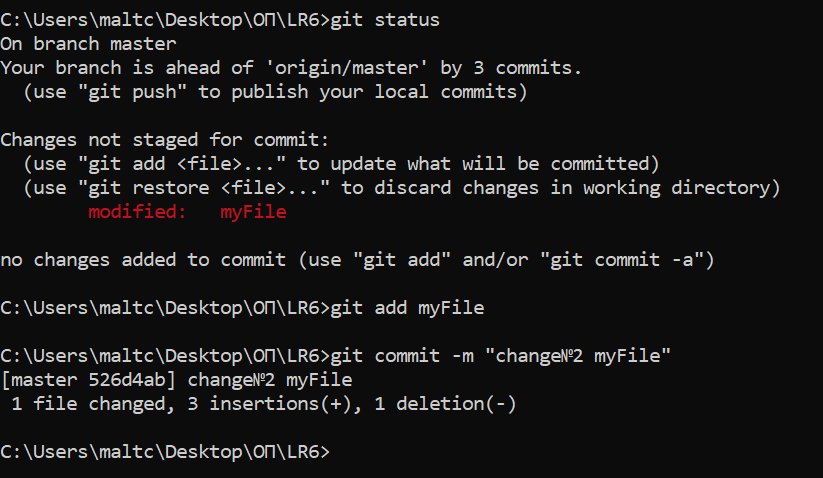 C:\Users\maltc\Desktop\ОП\LR6>git status
On branch master
Your branch is ahead of 'origin/master' by 3 commits.
  (use "git push" to publish your local commits)
Changes not staged for commit:
  (use "git add <file>..." to update what will be committed)
  (use "git restore <file>..." to discard changes in working directory)
        modified:   myFile
no changes added to commit (use "git add" and/or "git commit -a")
C:\Users\maltc\Desktop\ОП\LR6>git add myFile
C:\Users\maltc\Desktop\ОП\LR6>git commit -m "change№2 myFile"
[master 526d4ab] change№2 myFile
 1 file changed, 3 insertions(+), 1 deletion(-)
C:\Users\maltc\Desktop\ОП\LR6>